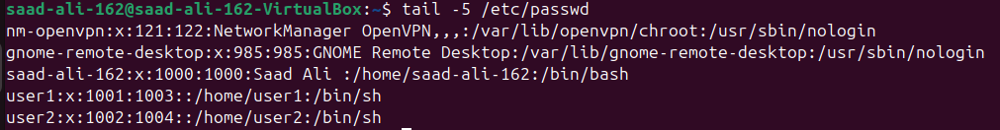 saad-ali-162@saad-ali-162-VirtualBox:~$ tail -5 /etc/passwd
nm-openvpn:x:121:122:NetworkManager OpenVPN,,,:/var/lib/openvpn/chroot:/usr/sbin/nologin
gnome-remote-desktop:x:985:985:GNOME Remote Desktop:/var/lib/gnome-remote-desktop:/usr/sbin/nologin
saad-ali-162:x:1000:1000:Saad Ali :/home/saad-ali-162:/bin/bash
user1:x:1001:1003::/home/user1:/bin/sh
user2:x:1002:1004::/home/user2:/bin/sh